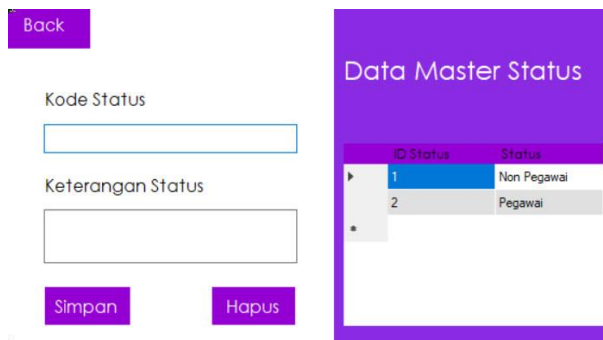 Back
Kode Status
Keterangan Status
Simpan Hapus
Data Master Status
ID Status Status
1 Non Pegawai
2 Pegawai